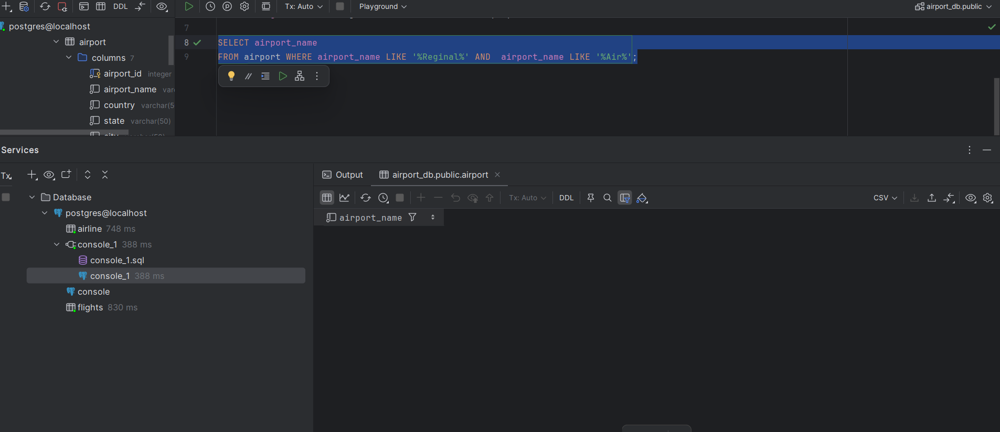 DDL
Tx: Auto
Playground
airport_db.public
postgres@localhost
airport
columns 7
airport_id integer
airport_name var
country varchar(5
state varchar(50)
7
8 SELECT airport_name
9 FROM airport WHERE airport_name LIKE '%Reginal%' AND  airport_name LIKE '%Air%';
Services
Tx
Database
postgres@localhost
airline 748 ms
console_1 388 ms
console_1.sql
console_1 388 ms
console
flights 830 ms
Output
airport_db.public.airport
Tx: Auto
DDL
CSV
airport_name